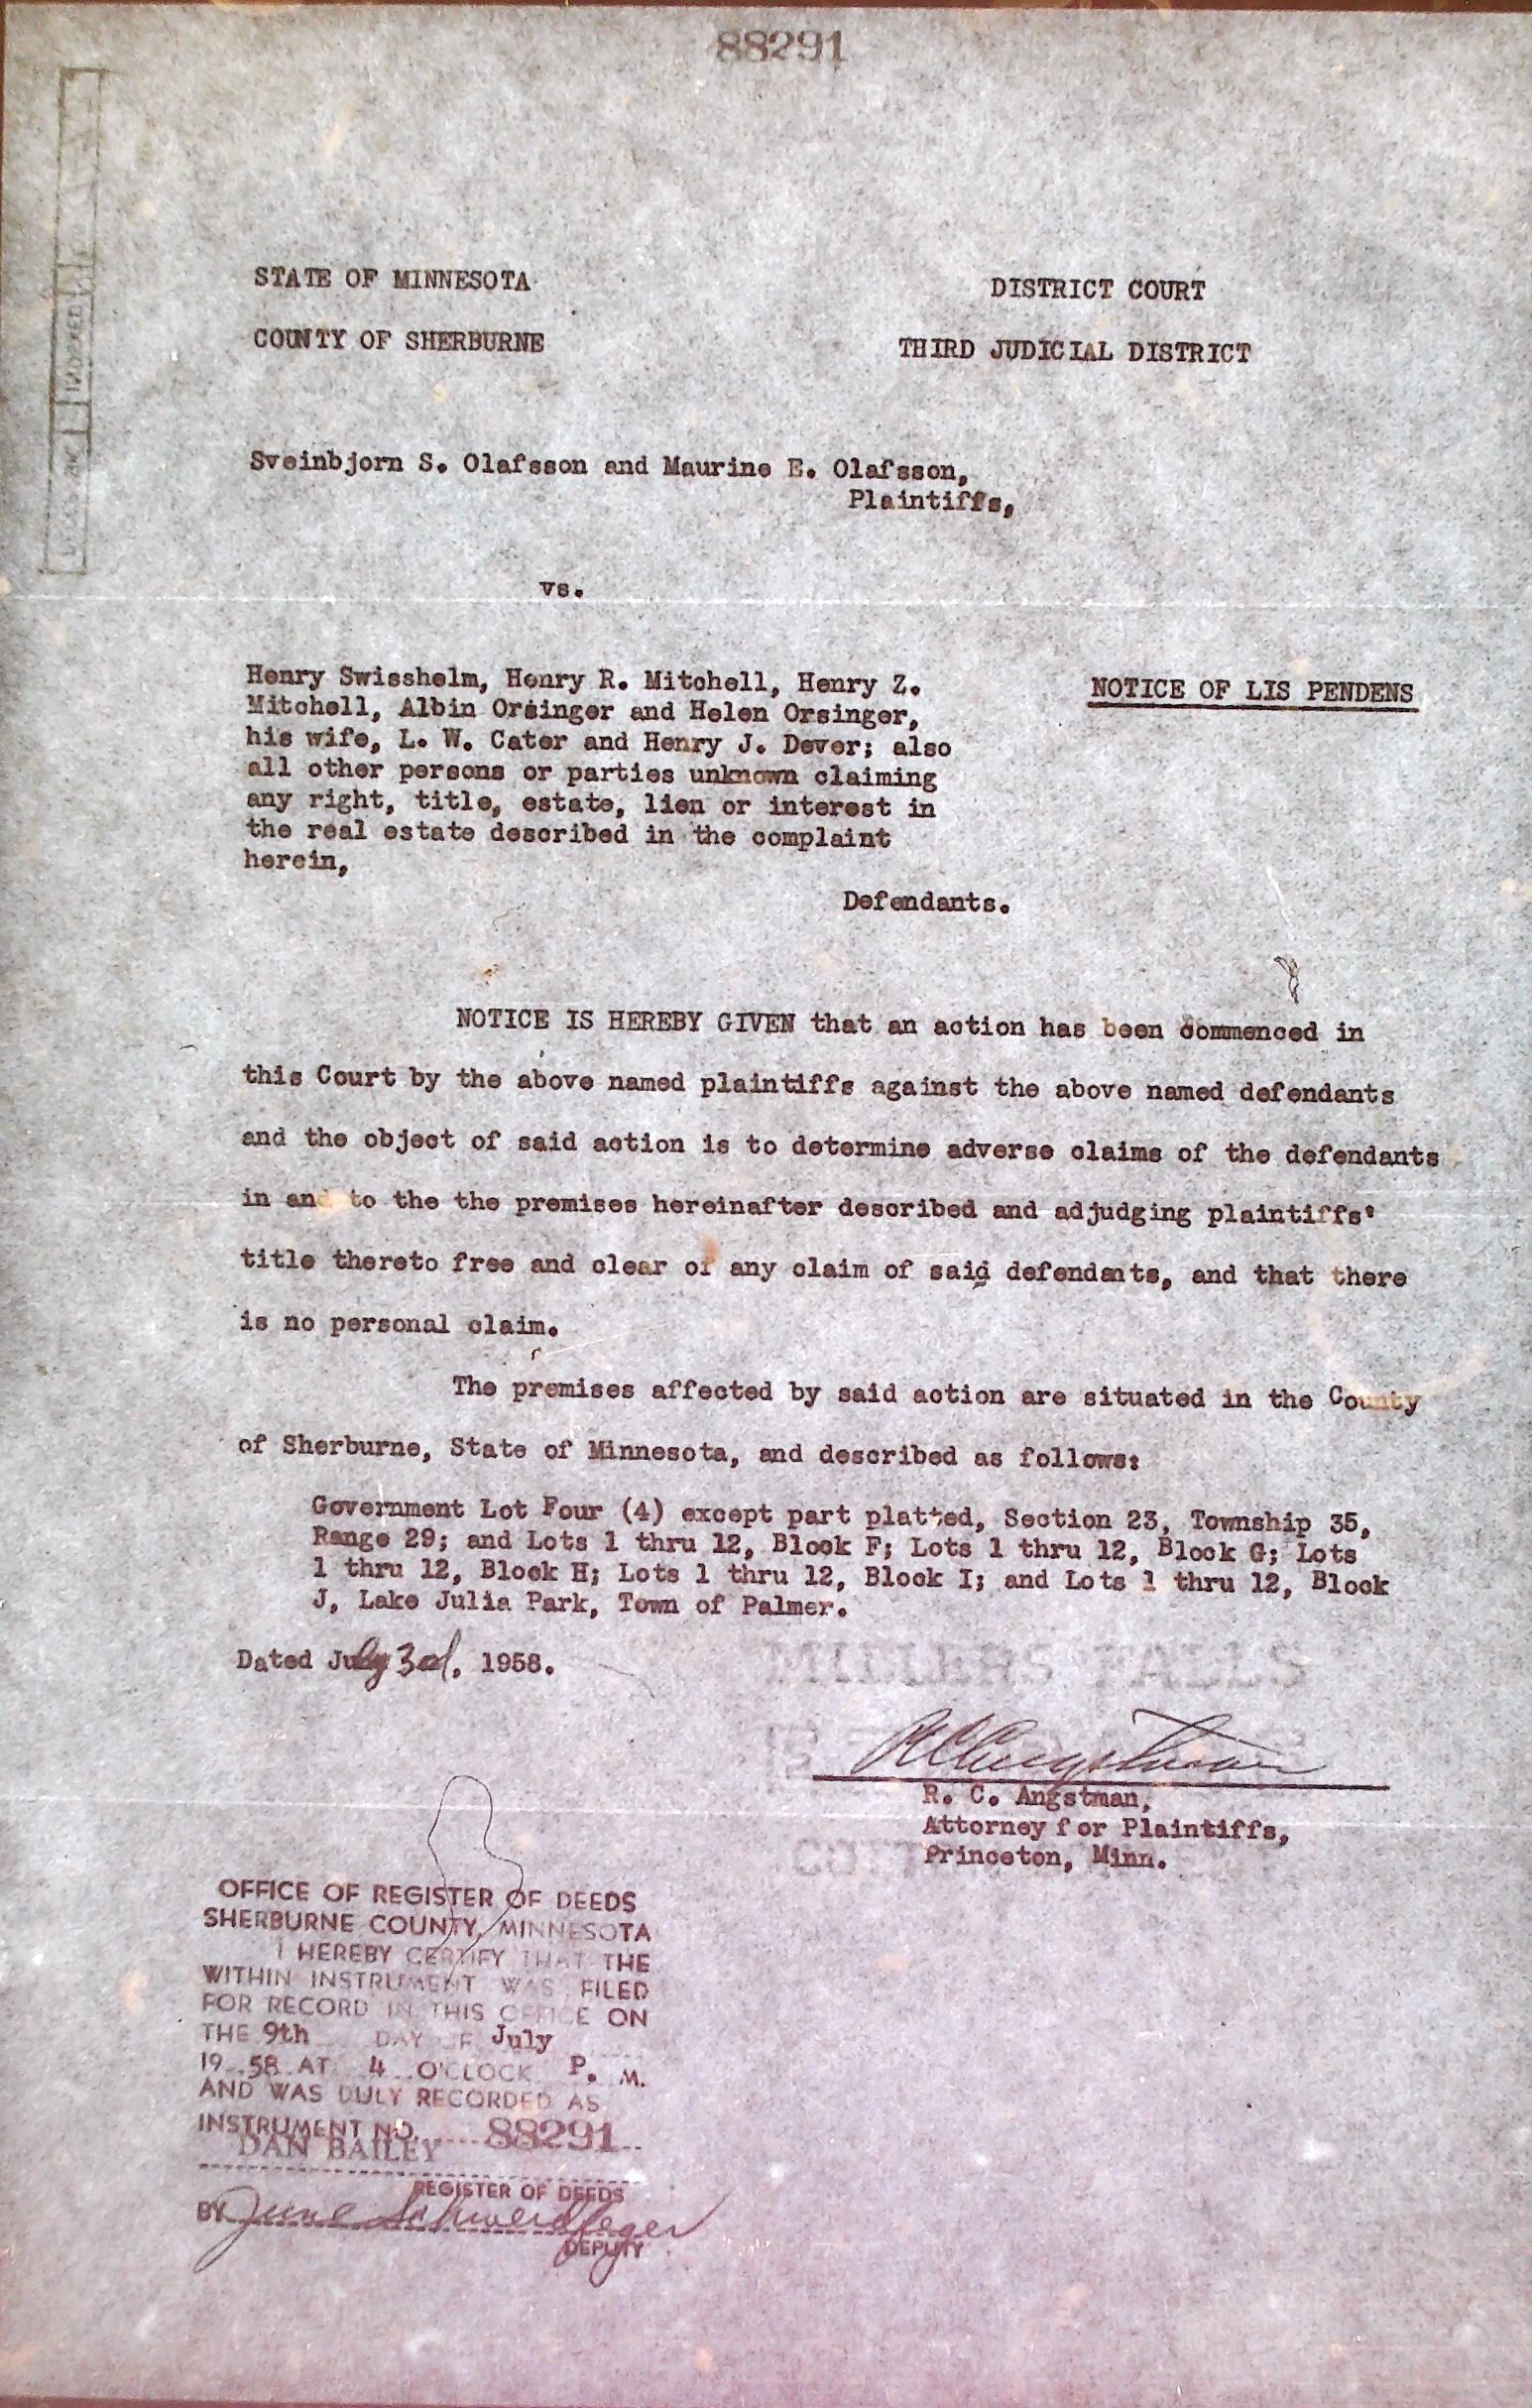 88291
STATE OF MINNESOTA
DISTRICT COURT
COUNTY OF SHERBURNE
THIRD JUDICIAL DISTRICT
Sveinbjorn S. Olafsson and Maurine E. Olafsson,
Plaintiffs,
vs.
Henry Swisshelm, Henry R. Mitchell, Henry Z.
Mitchell, Albin Orsinger and Helen Orsinger,
his wife, L. W. Cater and Henry J. Dever; also
all other persons or parties unknown claiming
any right, title, estate, lien or interest in
the real estate described in the complaint
herein,
NOTICE OF LIS PENDENS
Defendants.
NOTICE IS HEREBY GIVEN that an action has been commenced in
this Court by the above named plaintiffs against the above named defendants
and the object of said action is to determine adverse claims of the defendants
in and to the the premises hereinafter described and adjudging plaintiffs'
title thereto free and clear of any claim of said defendants, and that there
is no personal claim.
The premises affected by said action are situated in the County
of Sherburne, State of Minnesota, and described as follows:
Government Lot Four (4) except part platted, Section 23, Township 35,
Range 29; and Lots 1 thru 12, Block F; Lots 1 thru 12, Block G; Lots
1 thru 12, Block H; Lots 1 thru 12, Block I; and Lots 1 thru 12, Block
J, Lake Julia Park, Town of Palmer.
Dated July 3rd, 1958.
MILLERS FALLS
R C Angstman
R. C. Angstman,
Attorney for Plaintiffs,
Princeton, Minn.
OFFICE OF REGISTER OF DEEDS
SHERBURNE COUNTY, MINNESOTA
I HEREBY CERTIFY THAT THE
WITHIN INSTRUMENT WAS FILED
FOR RECORD IN THIS OFFICE ON
THE 9th DAY OF July
19 58 AT 4 O'CLOCK P. M.
AND WAS DULY RECORDED AS
INSTRUMENT NO. 88291
DAN BAILEY
REGISTER OF DEEDS
BY June Schwerdfeger
DEPUTY